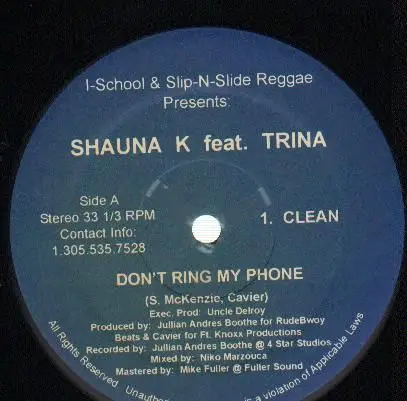 I-School & Slip-N-Slide Reggae
Presents:
SHAUNA K feat. TRINA
Side A
Stereo 33 1/3 RPM
Contact Info:
1.305.535.7528
1. CLEAN
DON'T RING MY PHONE
(S. McKenzie, Cavier)
Exec. Prod: Uncle Delroy
Produced by: Jullian Andres Boothe for RudeBwoy
Beats & Cavier for Ft. Knoxx Productions
Recorded by: Jullian Andres Boothe @ 4 Star Studios
Mixed by: Niko Marzouca
Mastered by: Mike Fuller @ Fuller Sound
All Rights Reserved Unautho is a violation of Applicable Laws